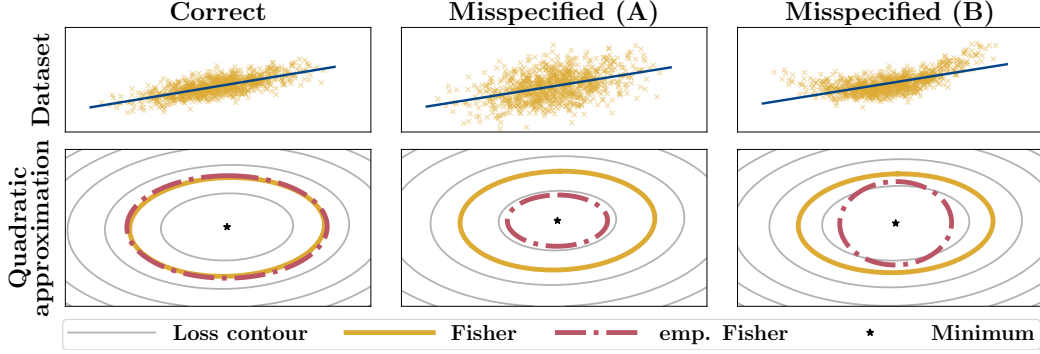 Correct
Misspecified (A)
Misspecified (B)
Dataset
Quadratic
approximation
Loss contour
Fisher
emp. Fisher
Minimum